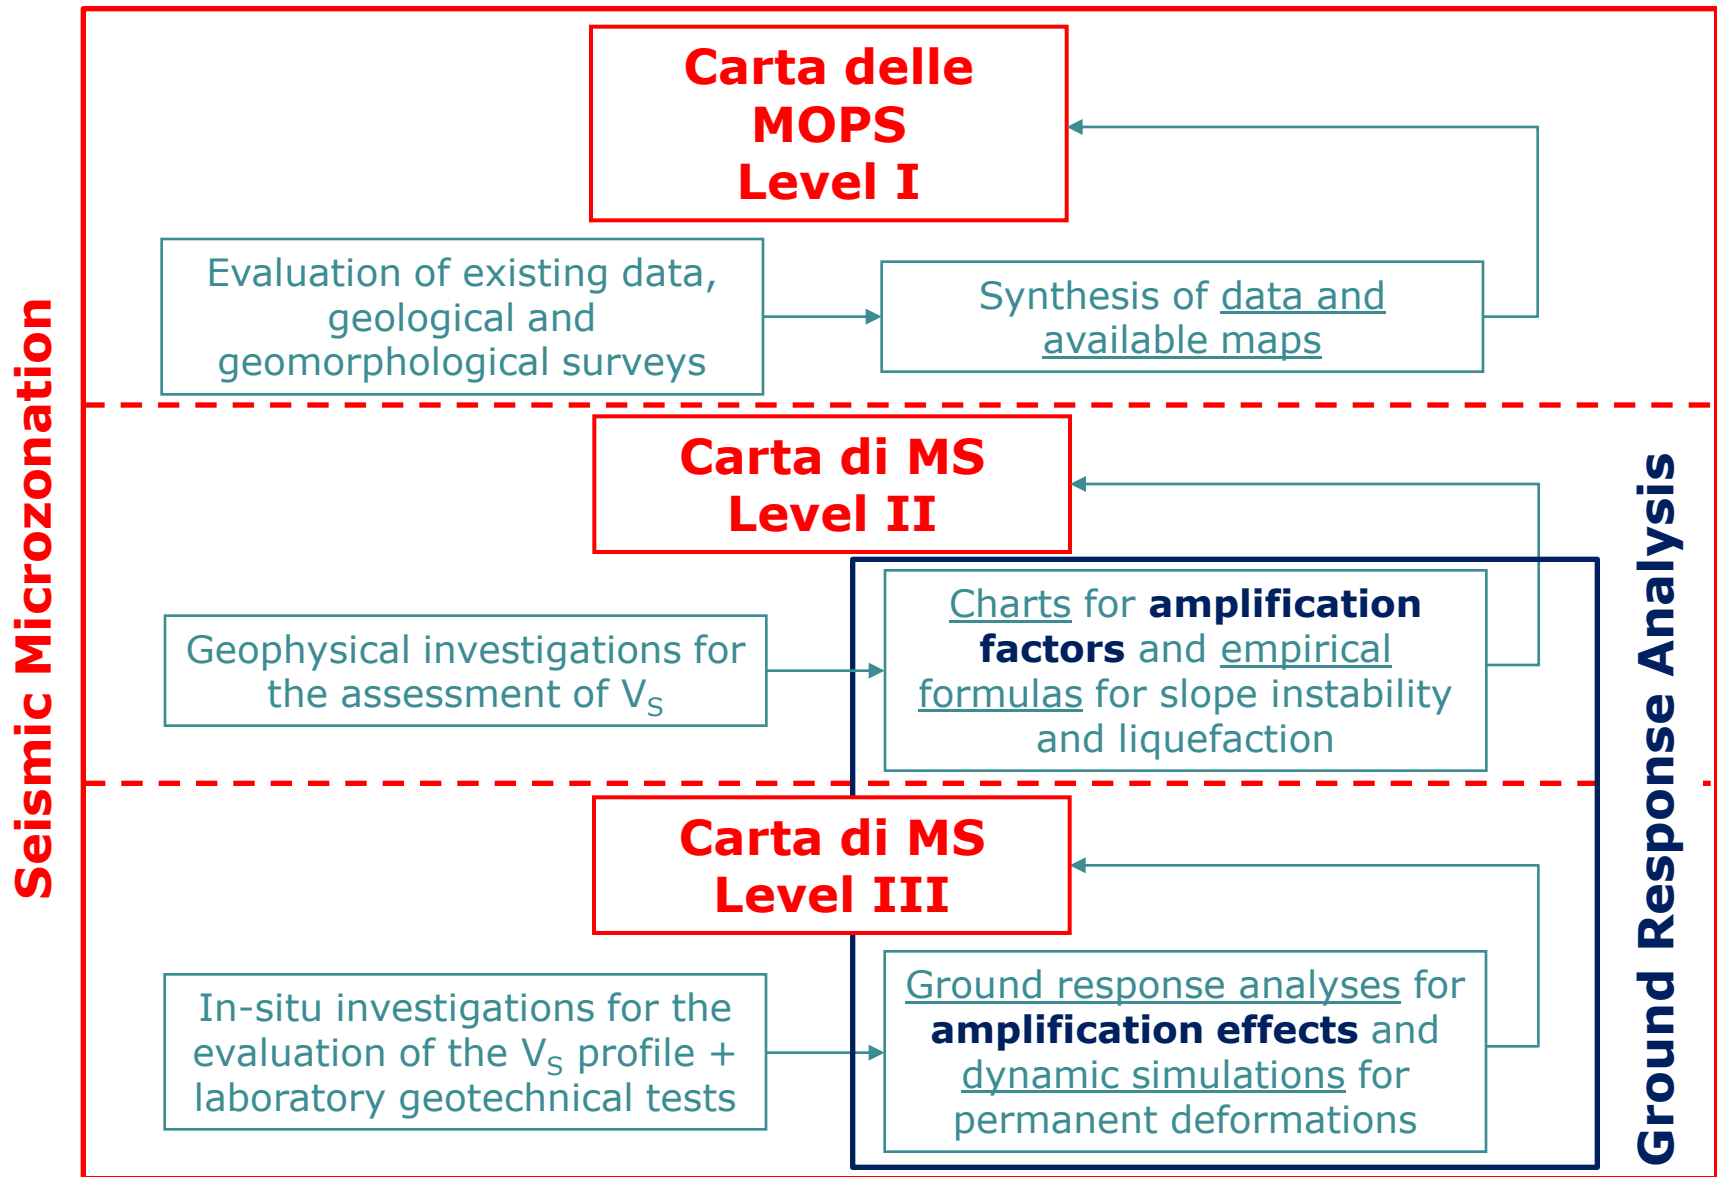 Seismic Microzonation
Carta delle
MOPS
Level I
Evaluation of existing data,
geological and
geomorphological surveys
Synthesis of data and
available maps
Carta di MS
Level II
Geophysical investigations for
the assessment of VS
Charts for amplification
factors and empirical
formulas for slope instability
and liquefaction
Carta di MS
Level III
In-situ investigations for the
evaluation of the VS profile +
laboratory geotechnical tests
Ground response analyses for
amplification effects and
dynamic simulations for
permanent deformations
Ground Response Analysis